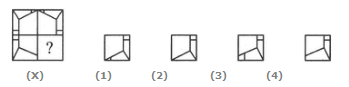 ?
(X) (1) (2) (3) (4)